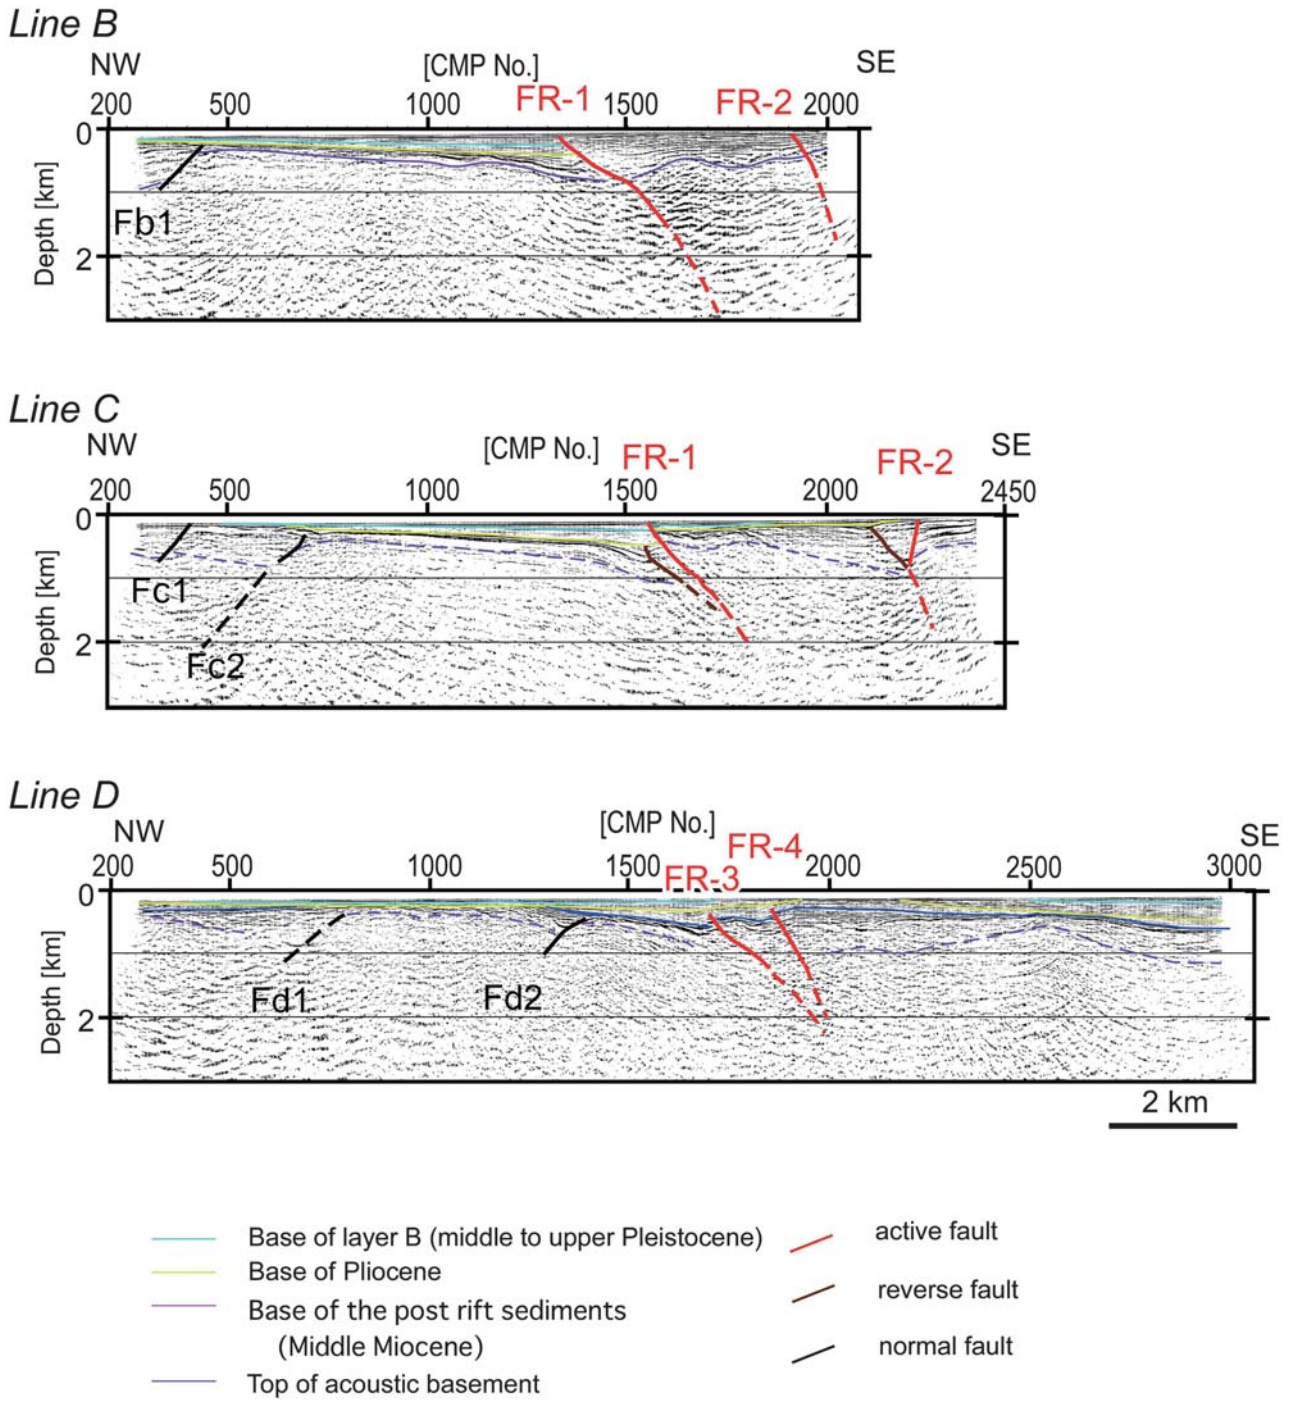 Line B
NW [CMP No.] SE
200 500 1000 FR-1 1500 FR-2 2000
0
Depth [km]
Fb1
2
Line C
NW [CMP No.] FR-1 FR-2 SE
200 500 1000 1500 2000 2450
0
Depth [km]
Fc1
2
Fc2
Line D
NW [CMP No.] FR-4 SE
200 500 1000 1500 FR-3 2000 2500 3000
0
Depth [km]
Fd1 Fd2
2
2 km
Base of layer B (middle to upper Pleistocene)
Base of Pliocene
Base of the post rift sediments
(Middle Miocene)
Top of acoustic basement
active fault
reverse fault
normal fault